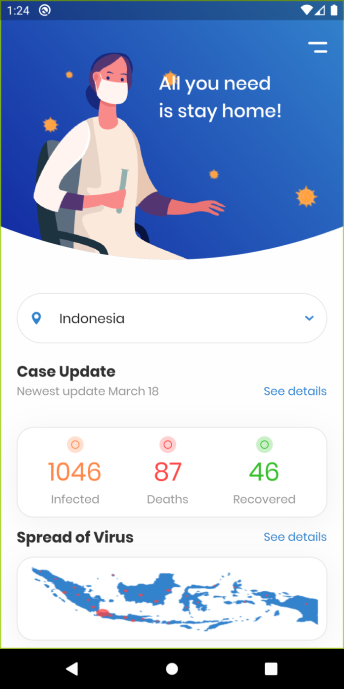 1:24
All you need
is stay home!
Indonesia
Case Update
Newest update March 18
See details
1046
87
46
Infected
Deaths
Recovered
Spread of Virus
See details